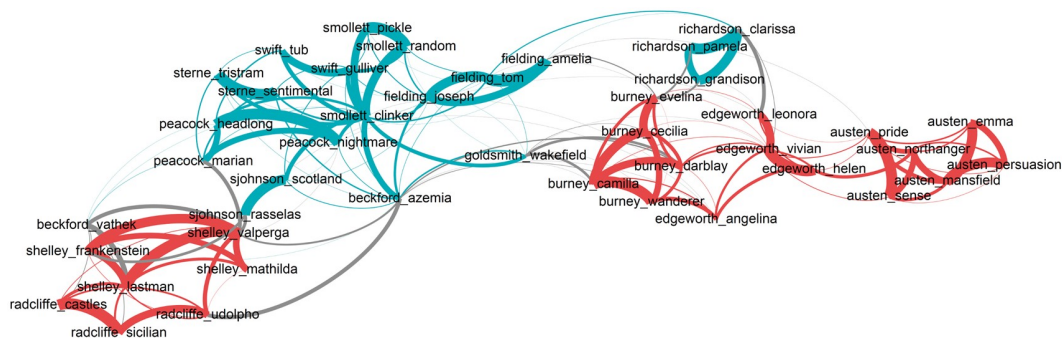 smollett_pickle
richardson_clarissa
swift_tub
smollett_random
richardson_pamela
sterne_tristram
swift_gulliver
fielding_amelia
fielding_tom
richardson_grandison
sterne_sentimental
fielding_joseph
burney_evelina
smollett_clinker
edgeworth_leonora
peacock_headlong
burney_cecilia
austen_pride
austen_emma
peacock_nightmare
edgeworth_vivian
austen_northanger
peacock_marian
goldsmith_wakefield
burney_darblay
edgeworth_helen
austen_persuasion
sjohnson_scotland
burney_camilla
austen_mansfield
beckford_azemia
burney_wanderer
austen_sense
sjohnson_rasselas
edgeworth_angelina
beckford_vathek
shelley_valperga
shelley_frankenstein
shelley_mathilda
shelley_lastman
radcliffe_castles
radcliffe_udolpho
radcliffe_sicilian